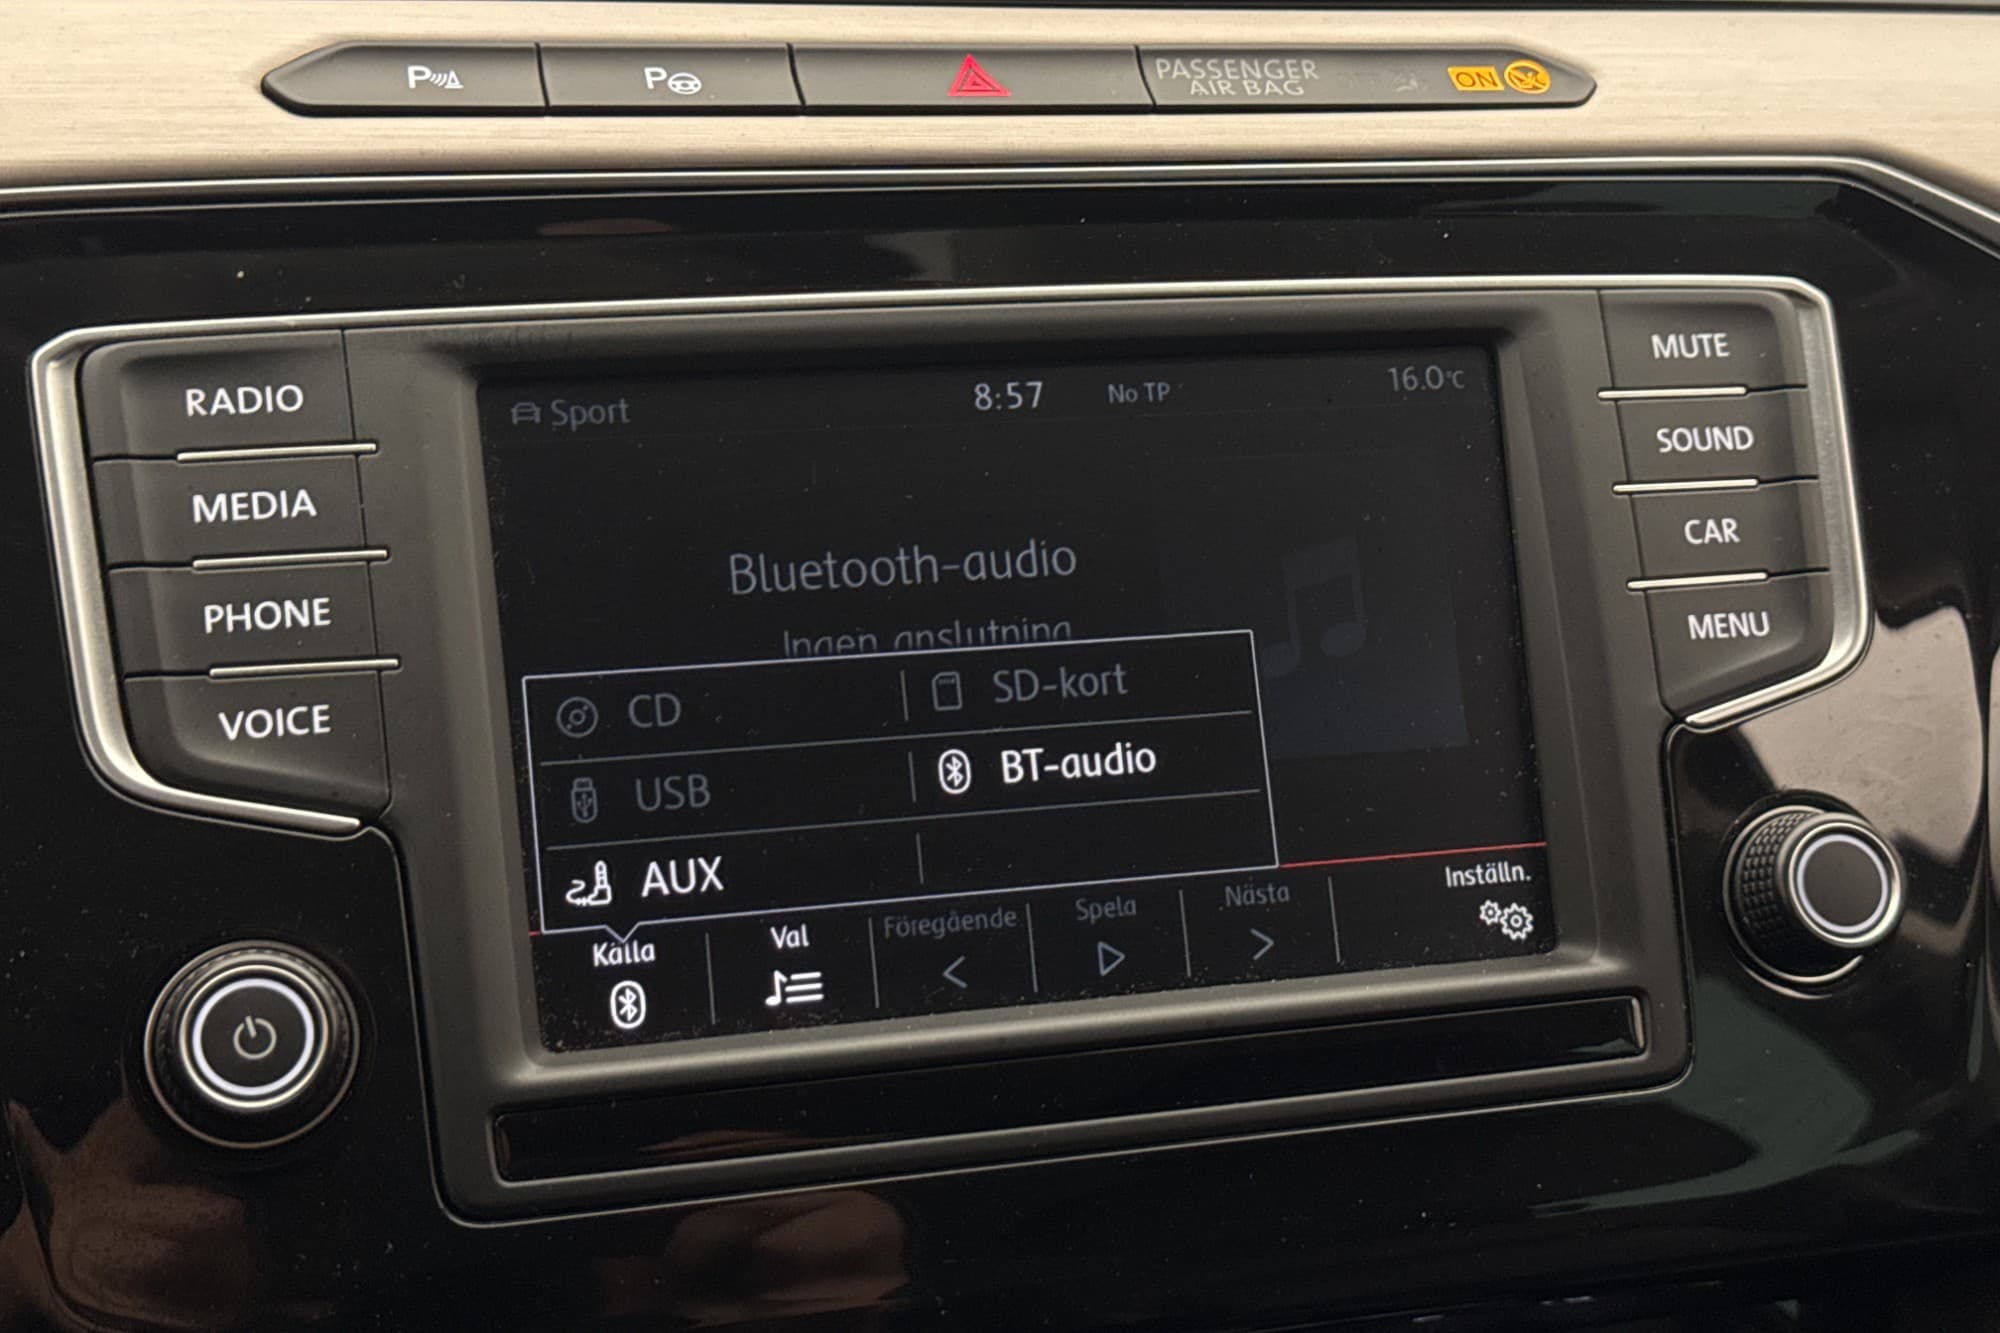 P
P
PASSENGER
AIR BAG
ON
RADIO
MEDIA
PHONE
VOICE
Sport
8:57
No TP
16.0°C
Bluetooth-audio
Ingen anslutning
CD
SD-kort
USB
BT-audio
AUX
Källa
Val
Föregående
Spela
Nästa
Inställn.
MUTE
SOUND
CAR
MENU